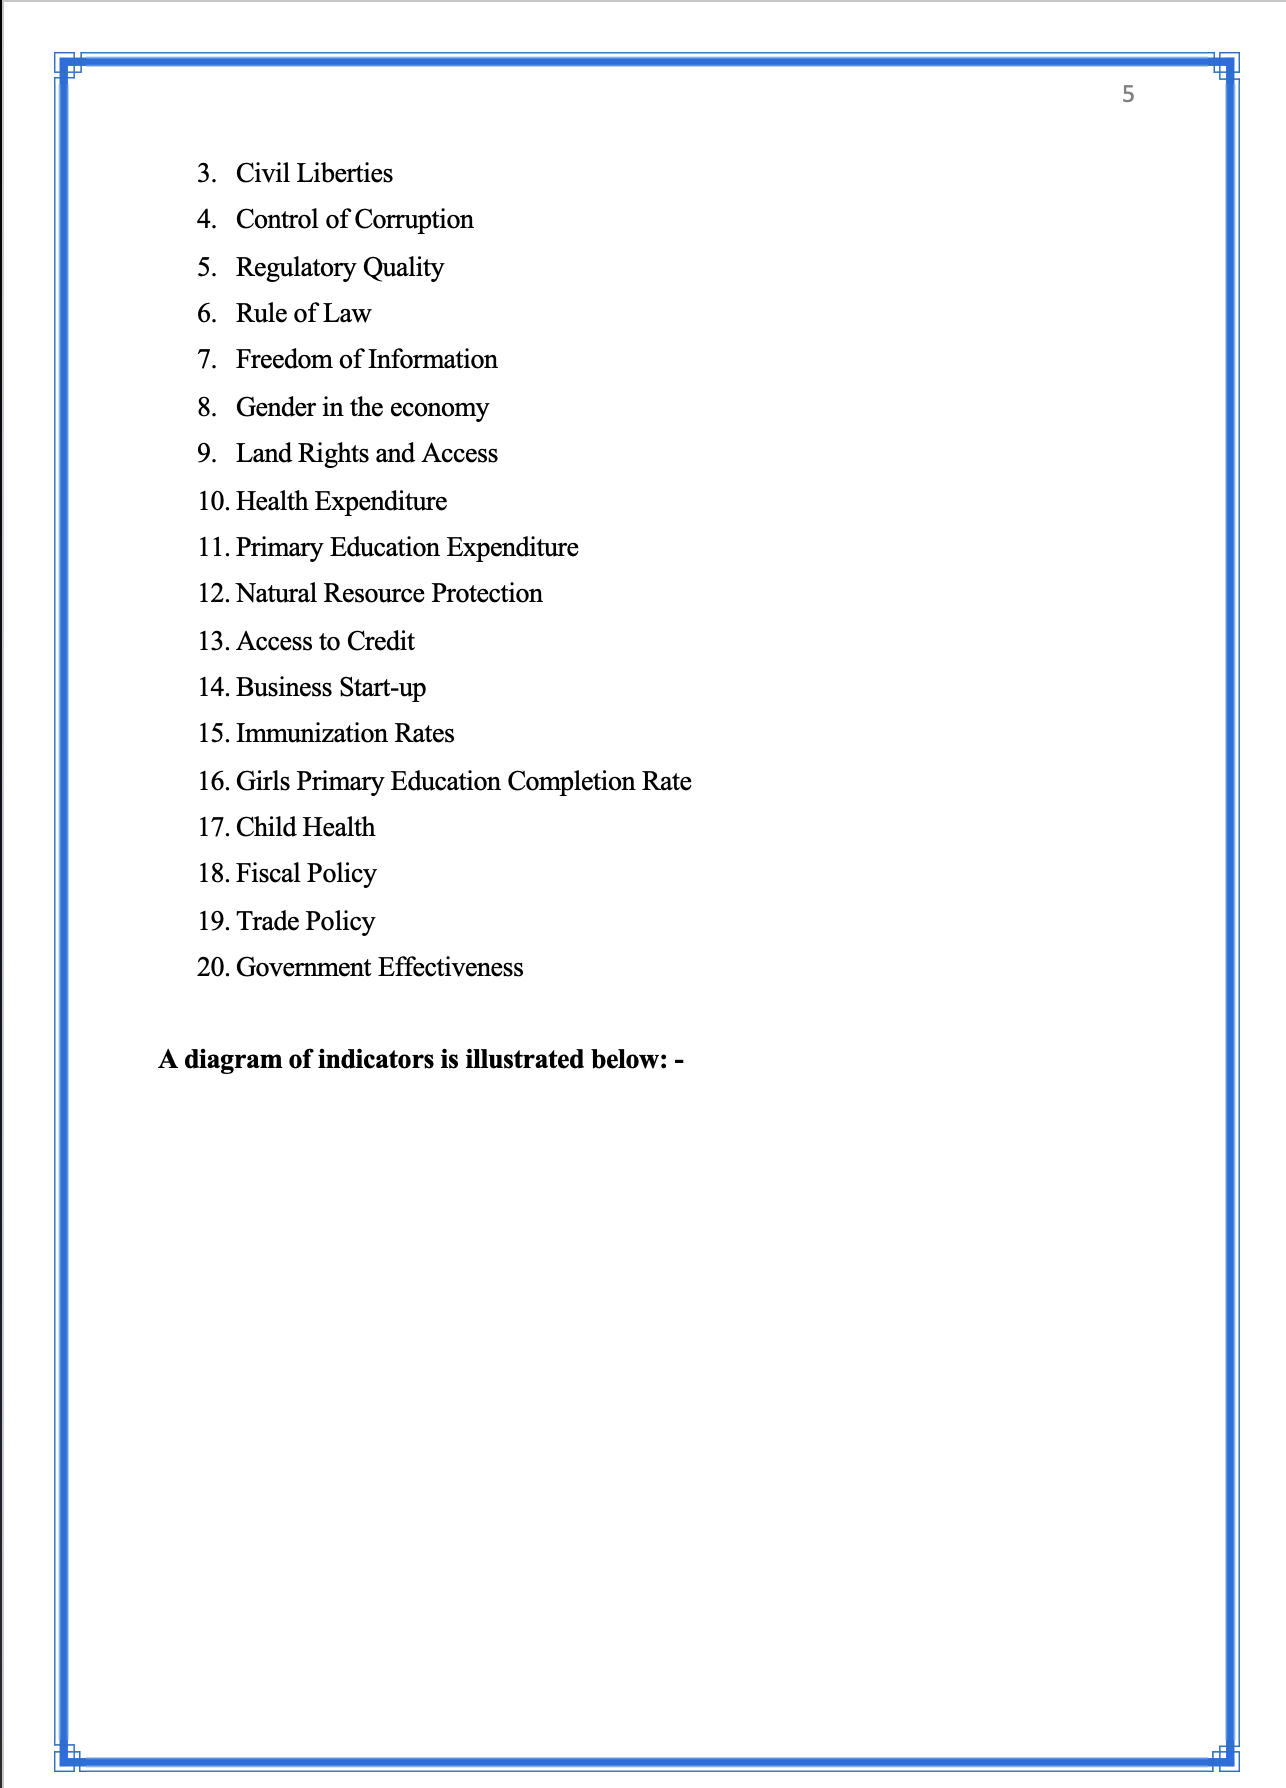 5
3. Civil Liberties
4. Control of Corruption
5. Regulatory Quality
6. Rule of Law
7. Freedom of Information
8. Gender in the economy
9. Land Rights and Access
10. Health Expenditure
11. Primary Education Expenditure
12. Natural Resource Protection
13. Access to Credit
14. Business Start-up
15. Immunization Rates
16. Girls Primary Education Completion Rate
17. Child Health
18. Fiscal Policy
19. Trade Policy
20. Government Effectiveness
A diagram of indicators is illustrated below: -